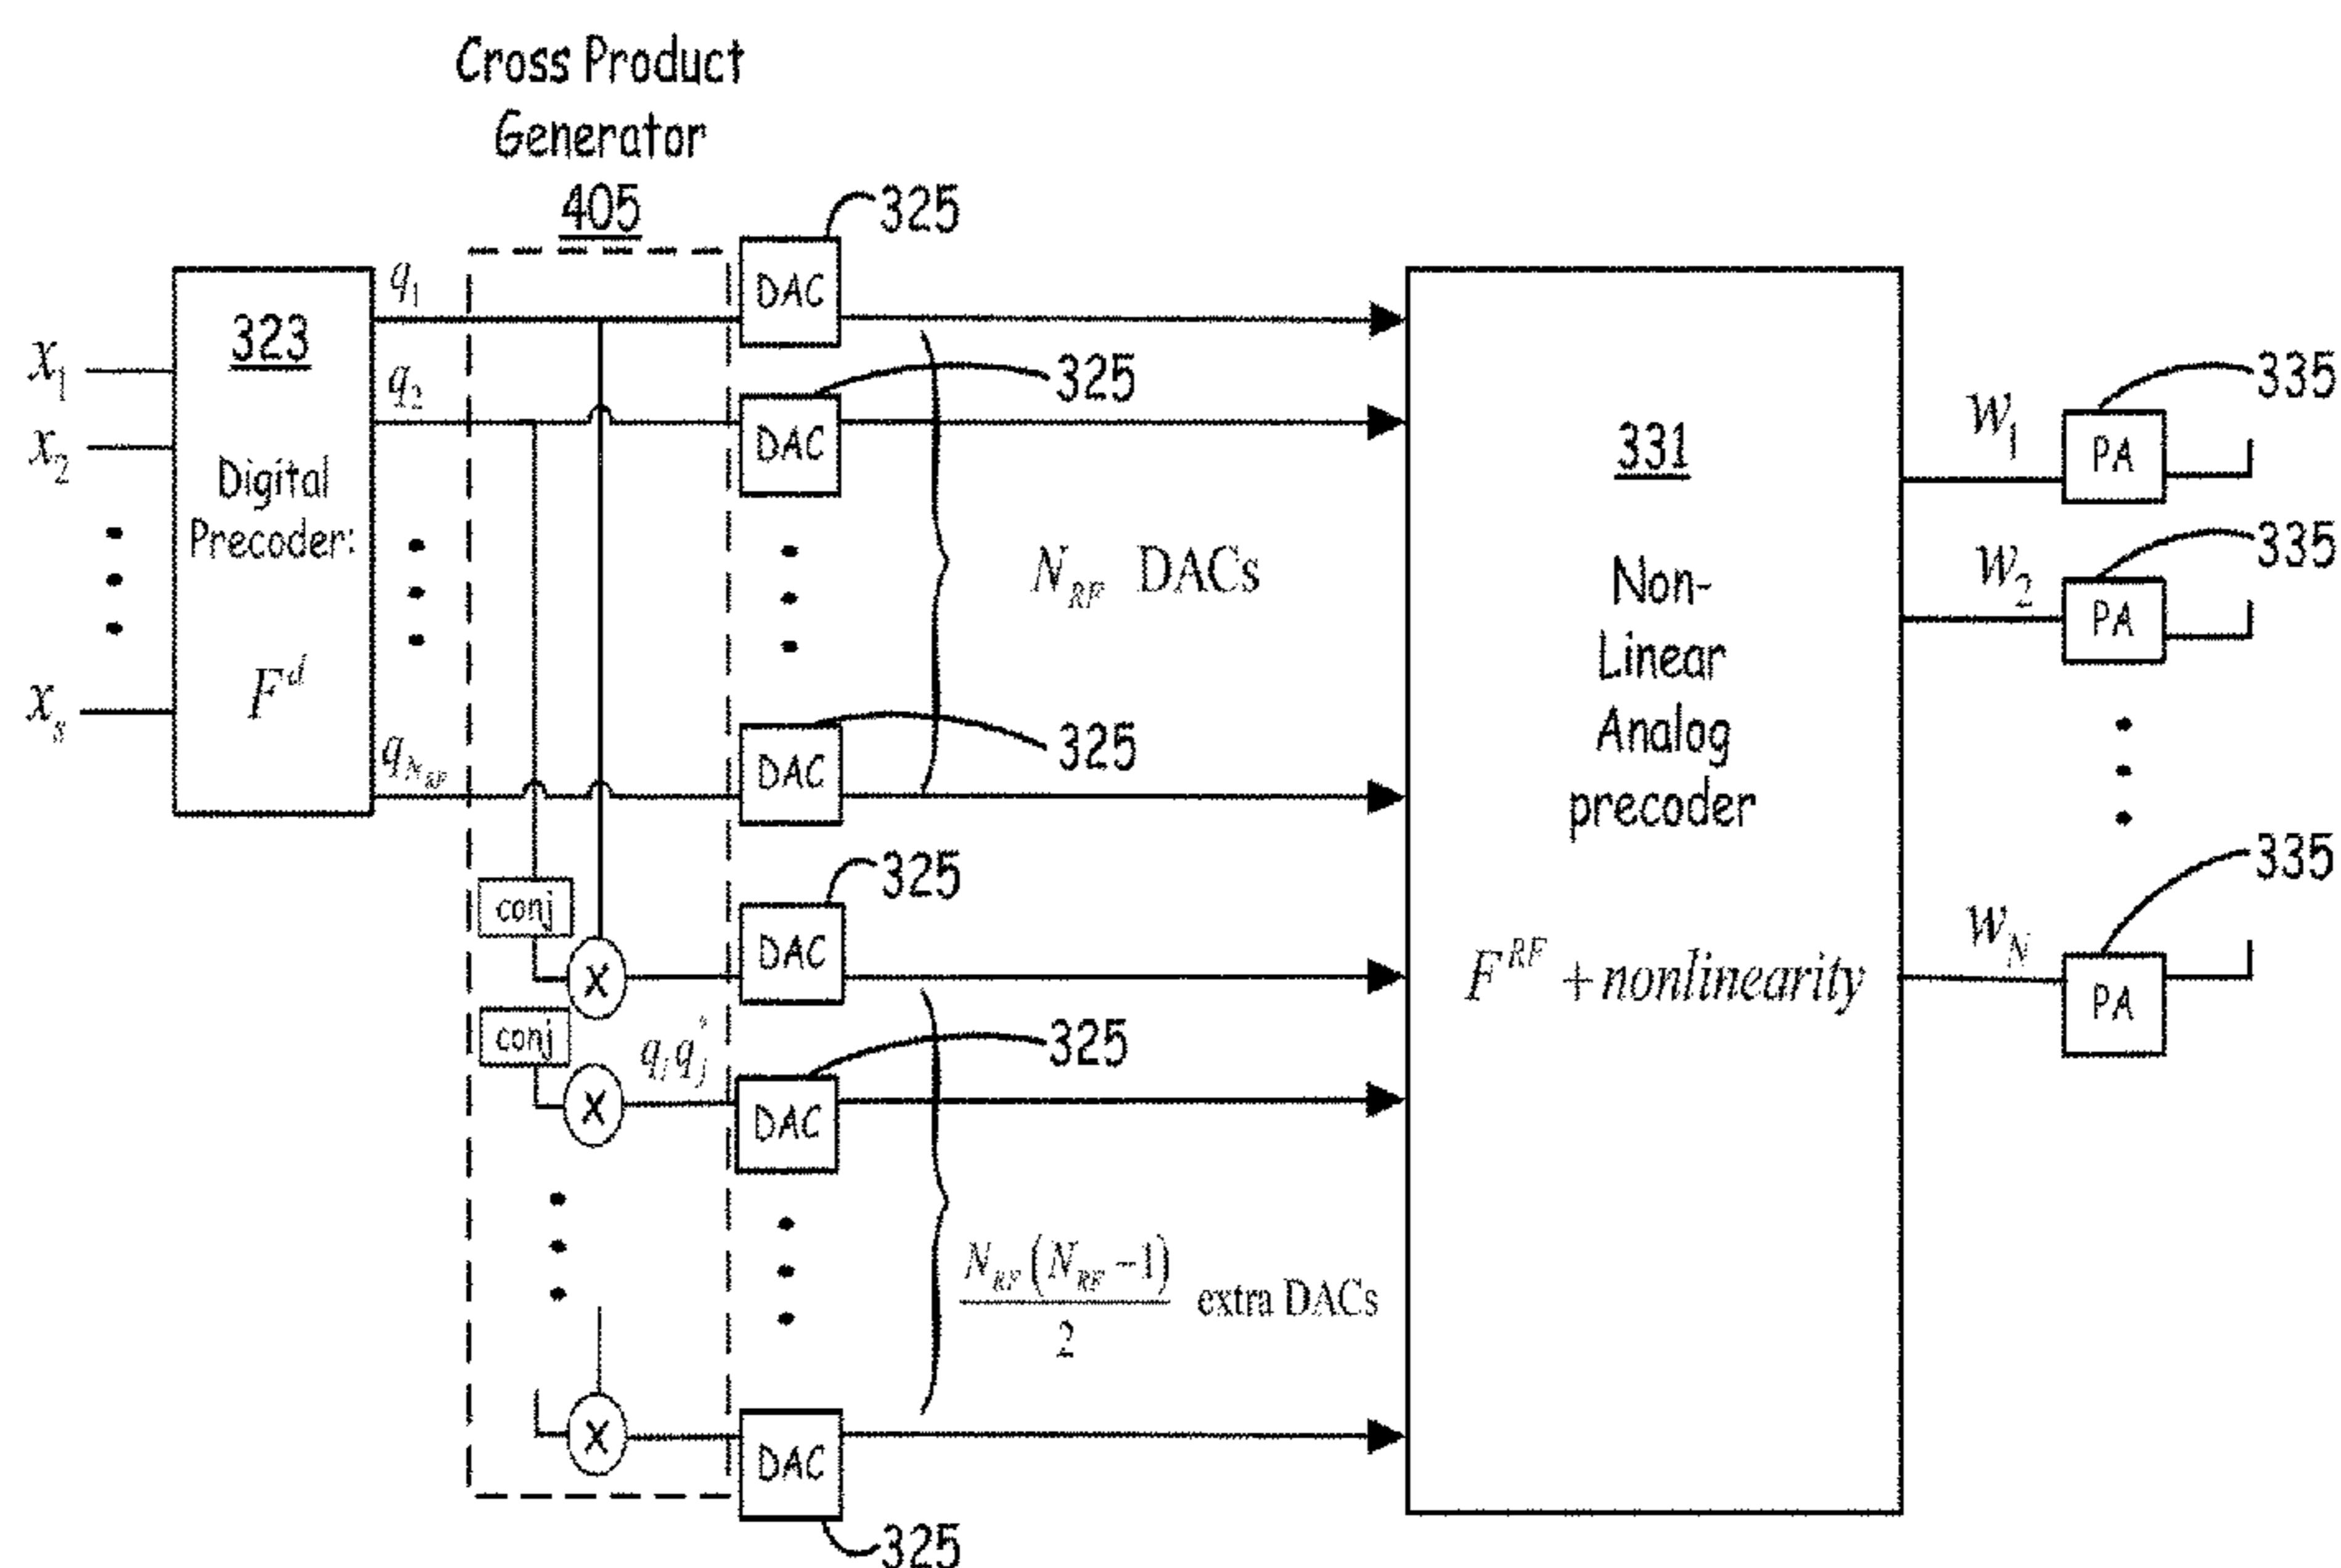 Cross Product
Generator
405
325
DAC
q₁
323
x₁
325
q₂
DAC
x₂
Digital
Precoder:
F^d
x_s
N_RF DACs
325
q_N_RF
DAC
331
Non-
Linear
Analog
precoder
F^RF + nonlinearity
W₁
335
PA
W₂
335
PA
W_N
335
PA
325
conj
X
DAC
conj
325
X
q_i q_j^*
DAC
N_RF (N_RF − 1)
2
extra DACs
X
DAC
325